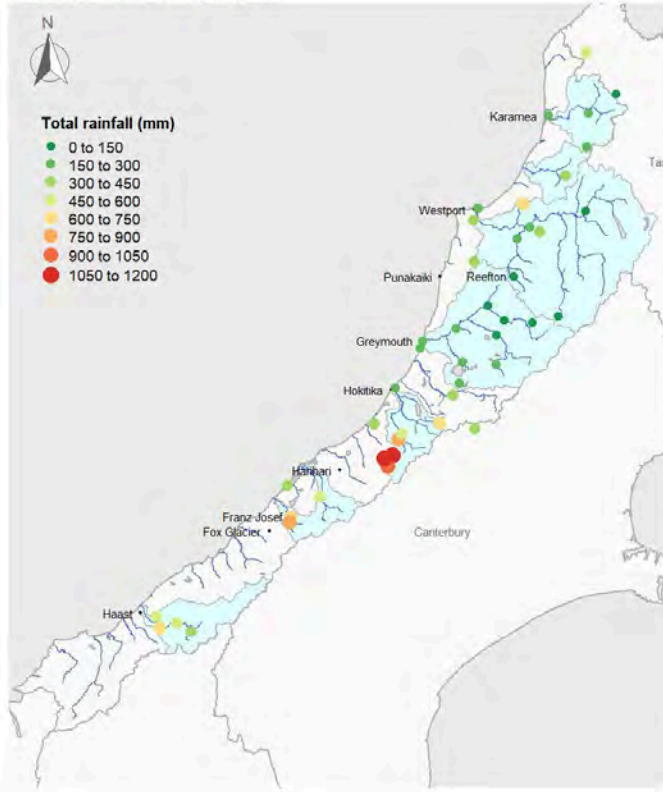 N
Total rainfall (mm)
0 to 150
150 to 300
300 to 450
450 to 600
600 to 750
750 to 900
900 to 1050
1050 to 1200
Karamea
Ta
Westport
Punakaiki
Reefton
Greymouth
Hokitika
Harihari
Franz Josef
Fox Glacier
Canterbury
Haast